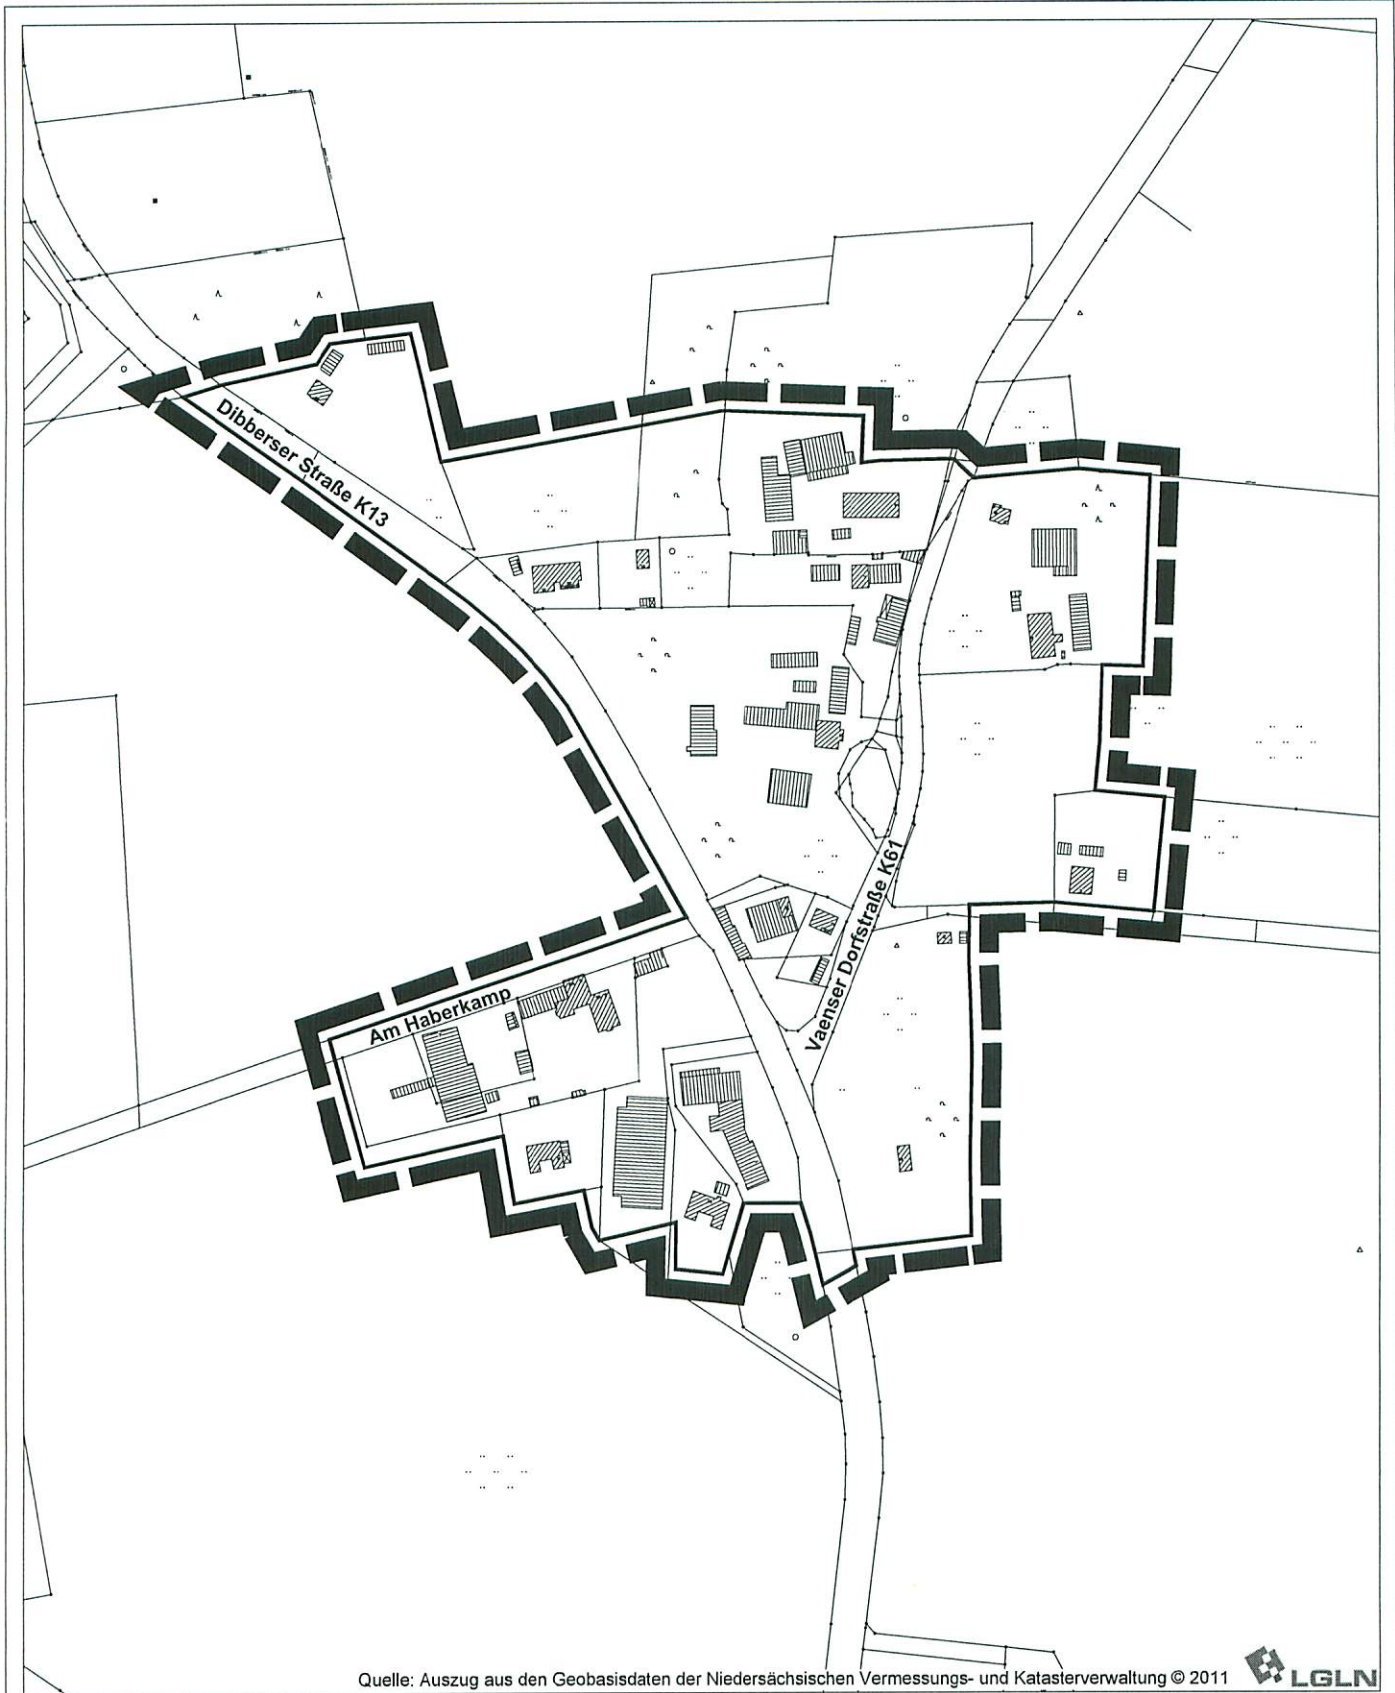 Dibberser Straße K13
Vaenser Dorfstraße K61
Am Haberkamp
Quelle: Auszug aus den Geobasisdaten der Niedersächsischen Vermessungs- und Katasterverwaltung © 2011
LGLN